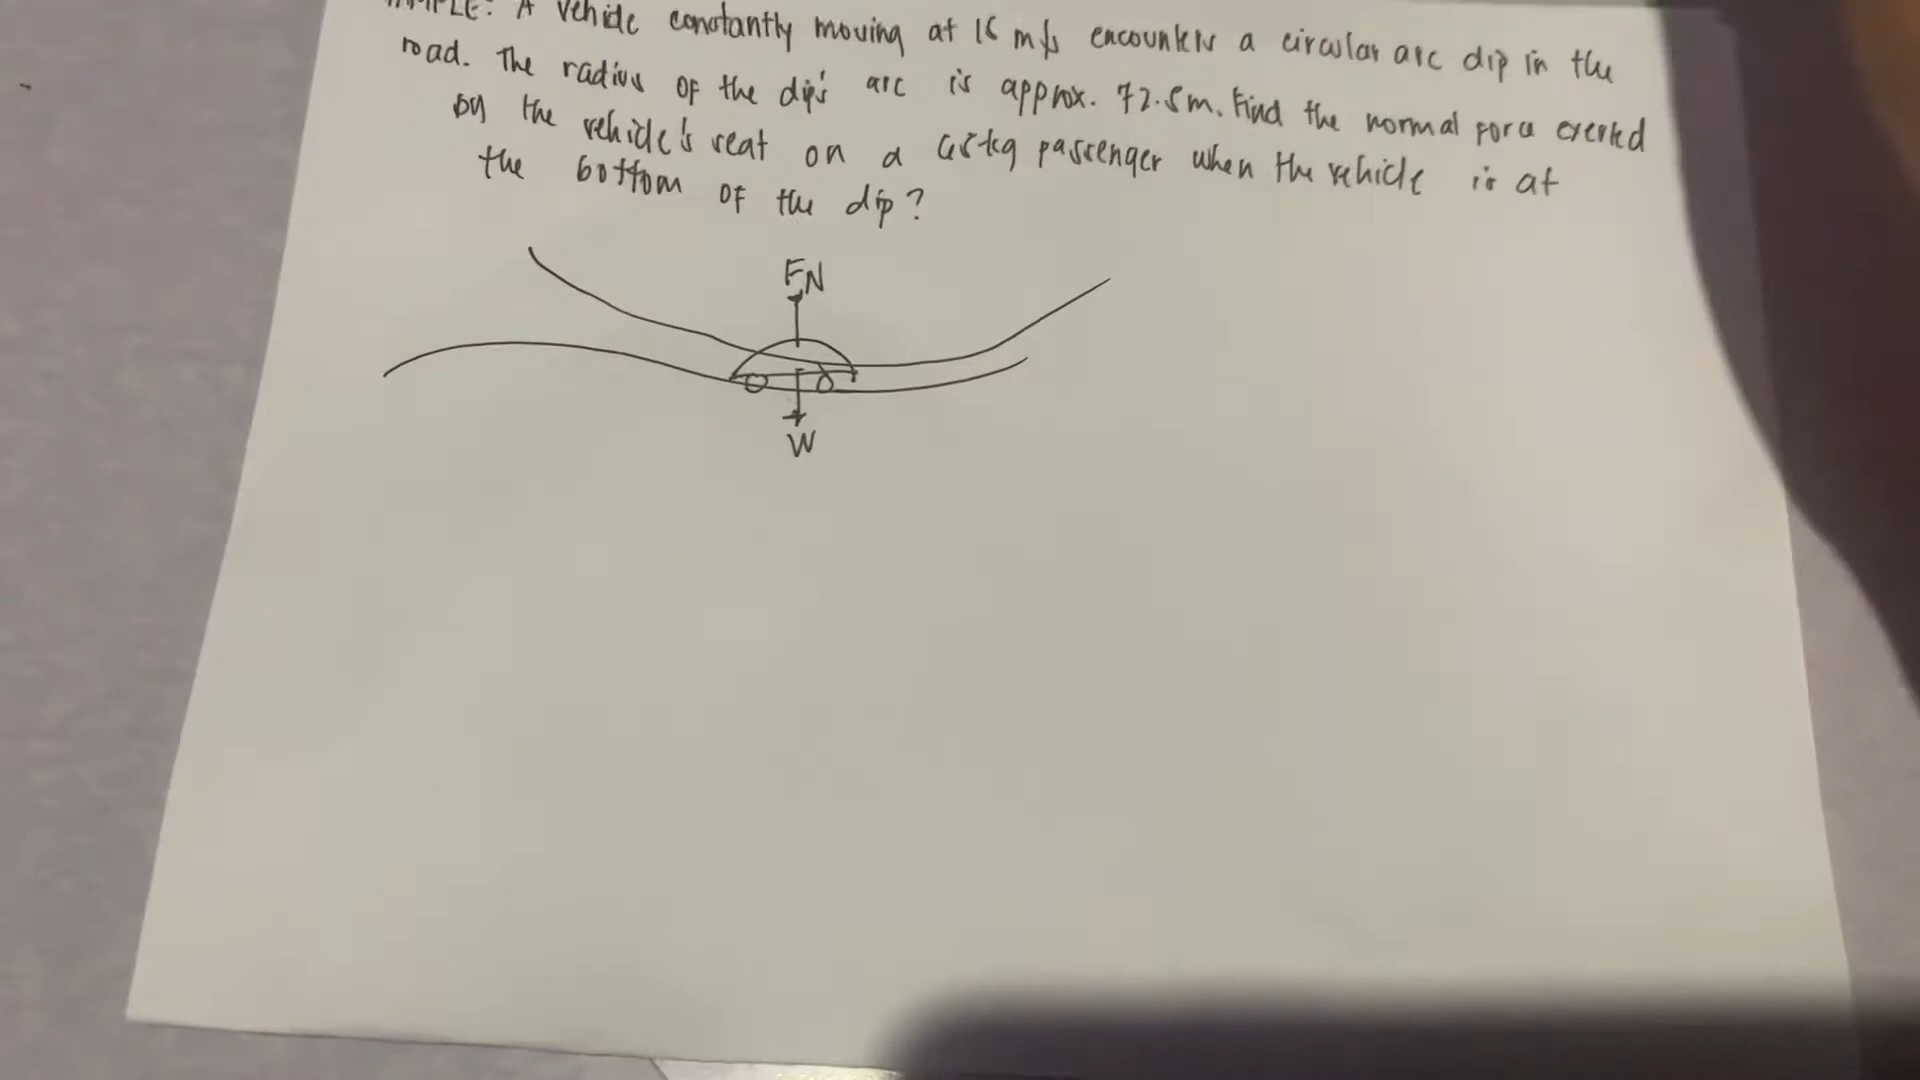 A vehicle constantly moving at 15 m/s encounters a circular arc dip in the
road. The radius of the dip's arc is approx. 72.5m. Find the normal force exerted
by the vehicle's seat on a kg passenger when the vehicle is at
the bottom of the dip?
FN
W